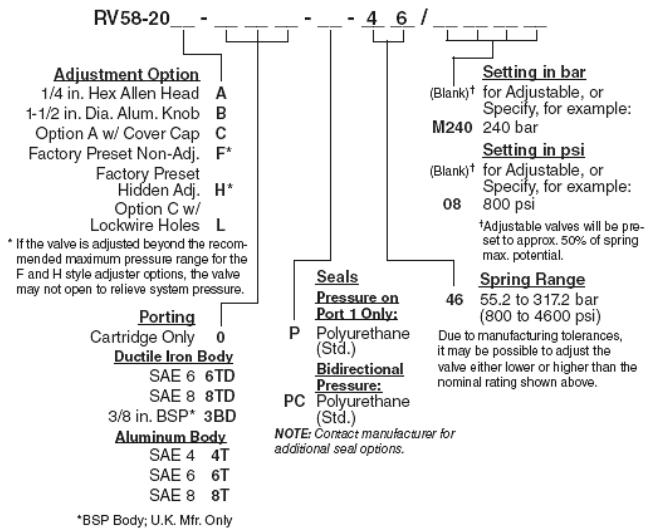 RV58-20__ - __ __ __ - __ - 4 6 / __ __ __ __
Adjustment Option
1/4 in. Hex Allen Head A
1-1/2 in. Dia. Alum. Knob B
Option A w/ Cover Cap C
Factory Preset Non-Adj. F*
Factory Preset
Hidden Adj. H*
Option C w/
Lockwire Holes L
* If the valve is adjusted beyond the recom-
mended maximum pressure range for the
F and H style adjuster options, the valve
may not open to relieve system pressure.
Porting
Cartridge Only 0
Ductile Iron Body
SAE 6 6TD
SAE 8 8TD
3/8 in. BSP* 3BD
Aluminum Body
SAE 4 4T
SAE 6 6T
SAE 8 8T
*BSP Body; U.K. Mfr. Only
Seals
Pressure on
Port 1 Only:
P Polyurethane
(Std.)
Bidirectional
Pressure:
PC Polyurethane
(Std.)
NOTE: Contact manufacturer for
additional seal options.
Setting in bar
(Blank)† for Adjustable, or
Specify, for example:
M240 240 bar
Setting in psi
(Blank)† for Adjustable, or
Specify, for example:
08 800 psi
†Adjustable valves will be pre-
set to approx. 50% of spring
max. potential.
Spring Range
46 55.2 to 317.2 bar
(800 to 4600 psi)
Due to manufacturing tolerances,
it may be possible to adjust the
valve either lower or higher than the
nominal rating shown above.